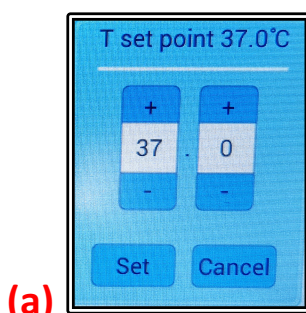 T set point 37.0°C
+ +
37 . 0
- -
Set Cancel
(a)